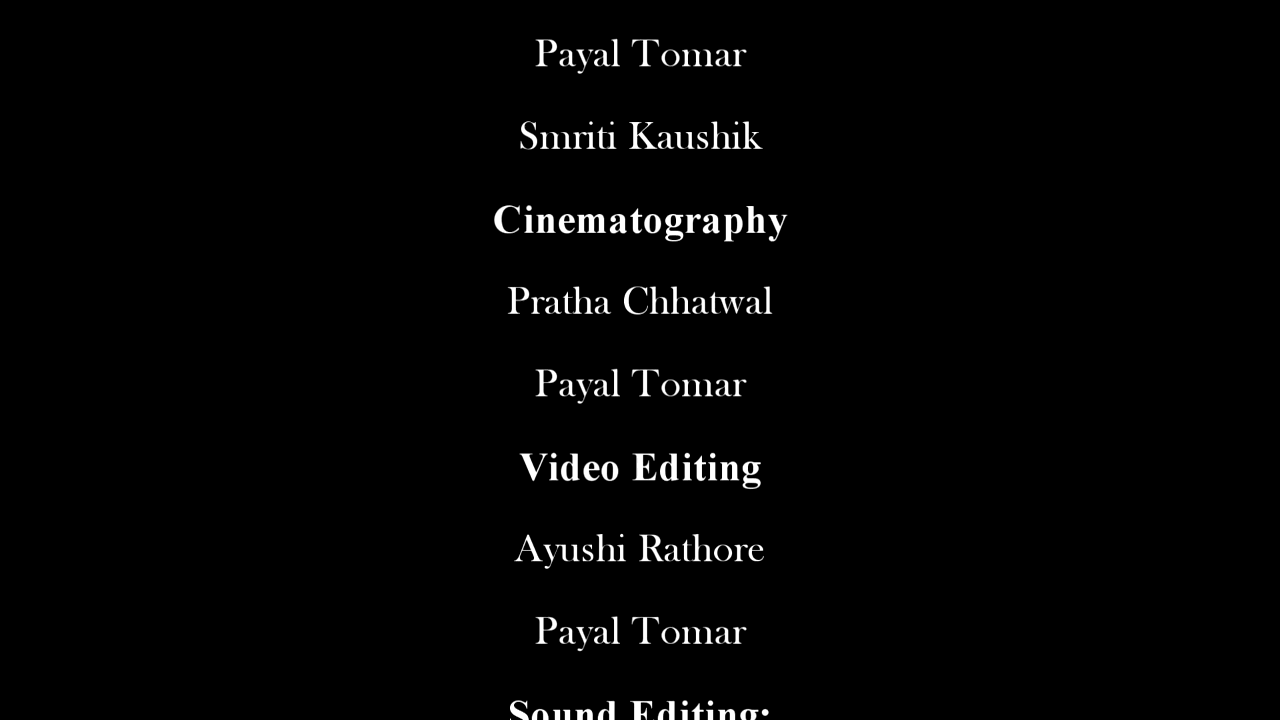 Payal Tomar
Smriti Kaushik
Cinematography
Pratha Chhatwal
Payal Tomar
Video Editing
Ayushi Rathore
Payal Tomar
Sound Editing: